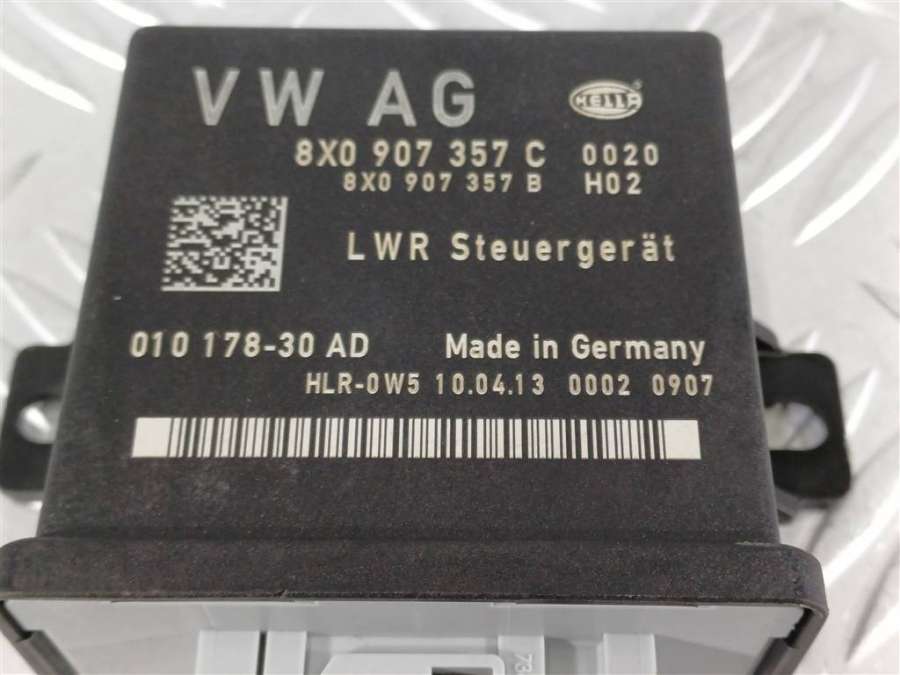 VW AG HELLA
8X0 907 357 C 0020
8X0 907 357 B H02
LWR Steuergerät
010 178-30 AD Made in Germany
HLR-0W5 10.04.13 0002 0907